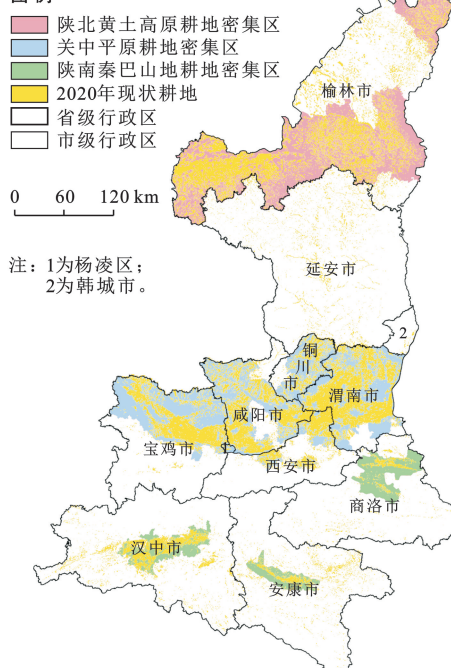 陕北黄土高原耕地密集区
关中平原耕地密集区
陕南秦巴山地耕地密集区
2020年现状耕地
省级行政区
市级行政区
0 60 120 km
注：1为杨凌区；
2为韩城市。
榆林市
延安市
2
铜川市
渭南市
咸阳市
宝鸡市
1
西安市
商洛市
汉中市
安康市